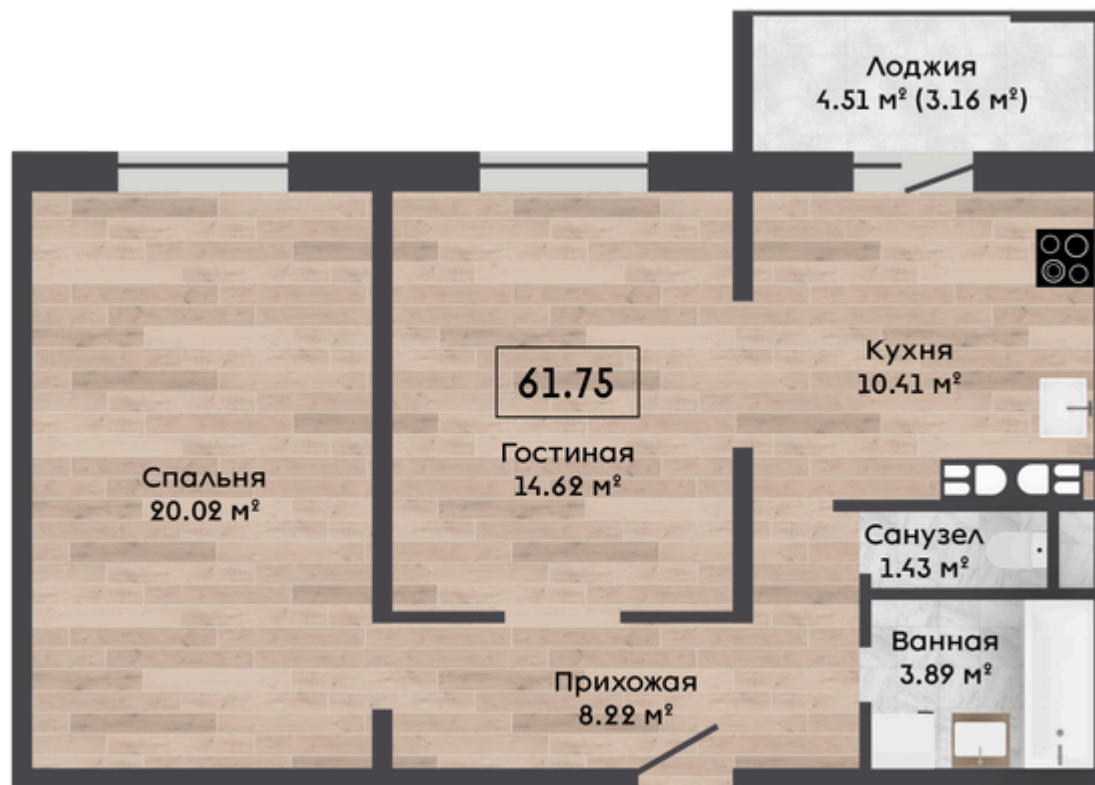 Лоджия
4.51 м² (3.16 м²)
61.75
Кухня
10.41 м²
Гостиная
14.62 м²
Спальня
20.02 м²
Санузел
1.43 м²
Ванная
3.89 м²
Прихожая
8.22 м²